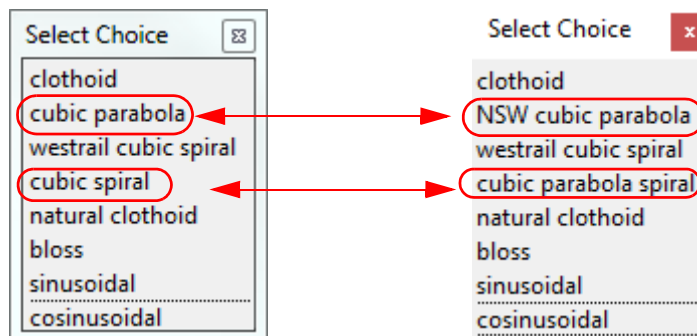 Select Choice
clothoid
cubic parabola
westrail cubic spiral
cubic spiral
natural clothoid
bloss
sinusoidal
cosinusoidal
Select Choice x
clothoid
NSW cubic parabola
westrail cubic spiral
cubic parabola spiral
natural clothoid
bloss
sinusoidal
cosinusoidal